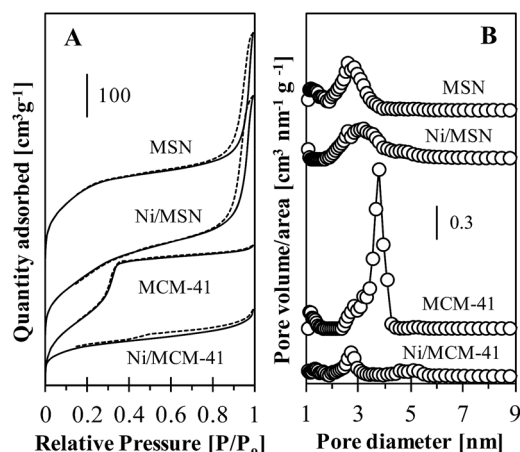 A
100
MSN
Ni/MSN
MCM-41
Ni/MCM-41
Quantity adsorbed [cm³g⁻¹]
0 0.2 0.4 0.6 0.8 1
Relative Pressure [P/Pₒ]
B
MSN
Ni/MSN
0.3
MCM-41
Ni/MCM-41
Pore volume/area [cm³ nm⁻¹ g⁻¹]
1 3 5 7 9
Pore diameter [nm]